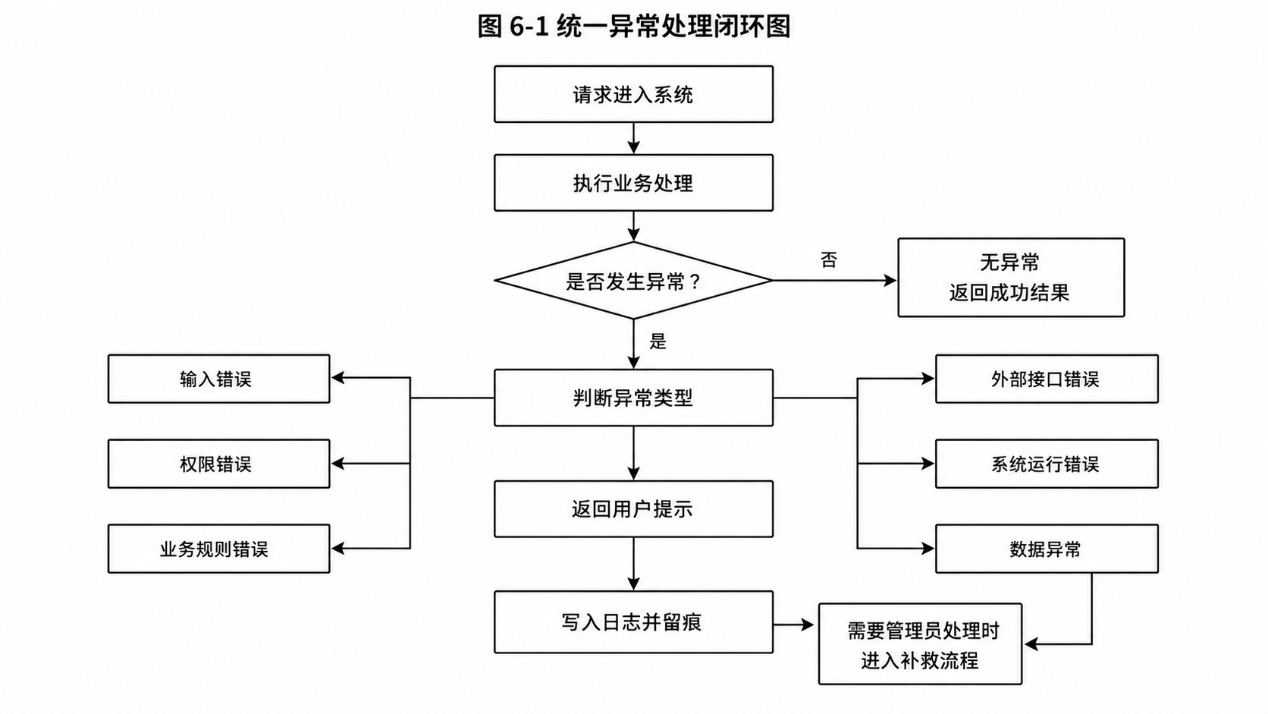 图 6-1 统一异常处理闭环图
请求进入系统
执行业务处理
是否发生异常？
否
无异常
返回成功结果
是
输入错误
判断异常类型
外部接口错误
权限错误
系统运行错误
返回用户提示
业务规则错误
数据异常
写入日志并留痕
需要管理员处理时
进入补救流程